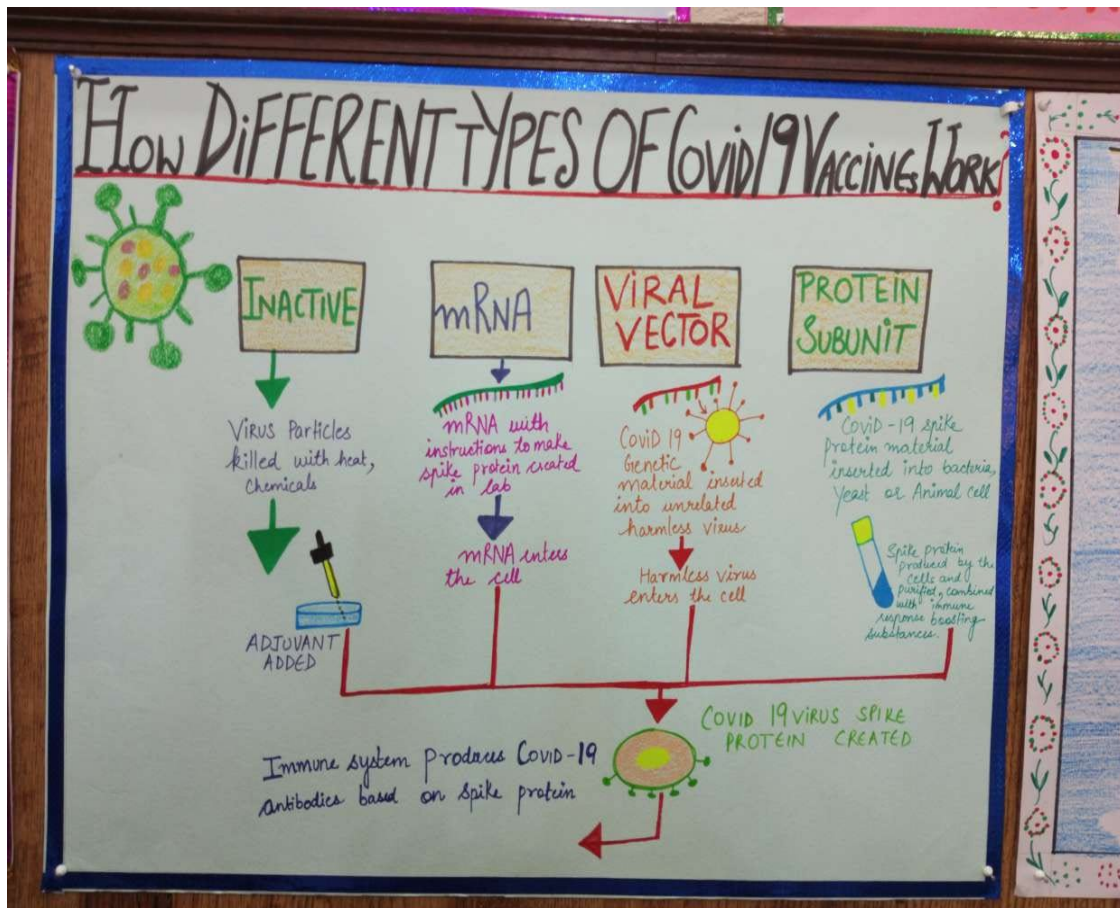 HOW DIFFERENT TYPES OF Covid19 VACCINEs WORK!
INACTIVE
Virus Particles
killed with heat,
Chemicals
ADJUVANT
ADDED
mRNA
mRNA with
instructions to make
spike protein created
in lab
mRNA enters
the cell
VIRAL
VECTOR
CoviD 19
Genetic
material inserted
into unrelated
harmless virus
Harmless virus
enters the cell
PROTEIN
SUBUNIT
CoviD-19 spike
Protein material
inserted into bacteria,
Yeast or Animal cell
Spike protein
produced by the
cells and
purified, combined
with immune
response boosting
substances.
COVID 19 VIRUS SPIKE
PROTEIN CREATED
Immune system produces Covid-19
antibodies based on spike protein